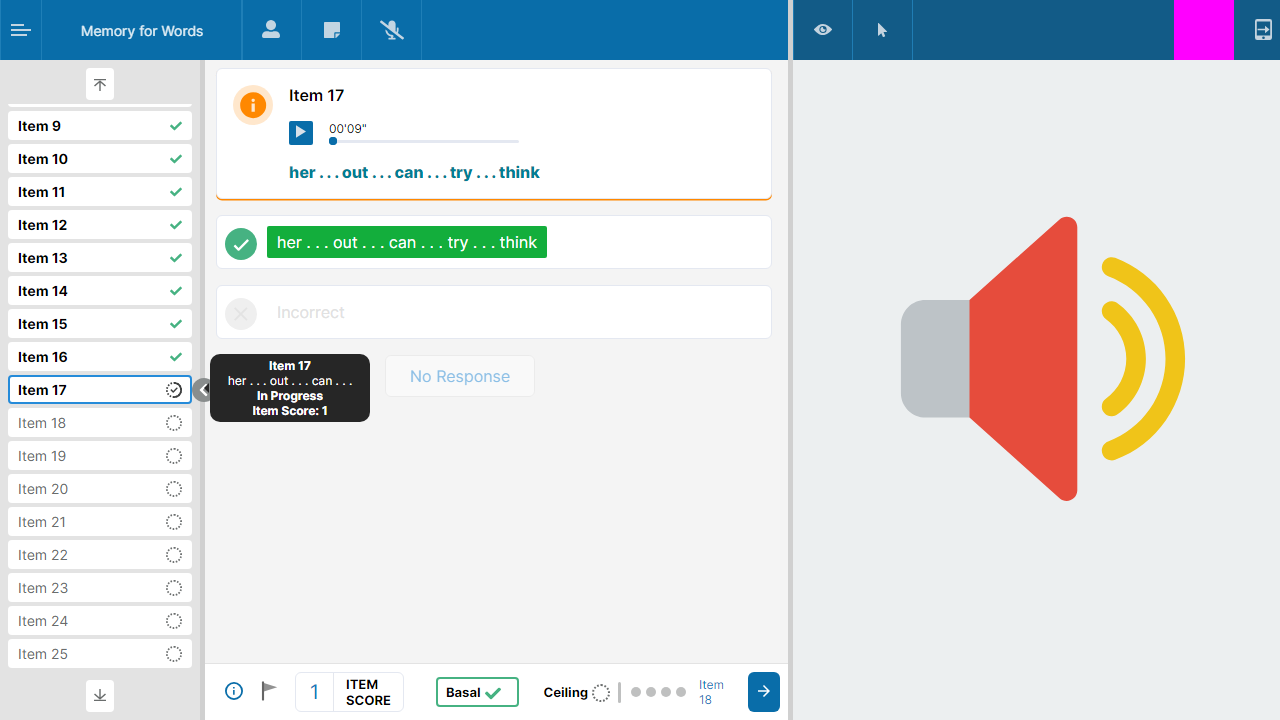 Memory for Words
Item 9
Item 10
Item 11
Item 12
Item 13
Item 14
Item 15
Item 16
Item 17
Item 18
Item 19
Item 20
Item 21
Item 22
Item 23
Item 24
Item 25
Item 17
00'09"
her . . . out . . . can . . . try . . . think
her . . . out . . . can . . . try . . . think
Incorrect
Item 17
her . . . out . . . can . . .
In Progress
Item Score: 1
No Response
1
ITEM
SCORE
Basal
Ceiling
Item
18